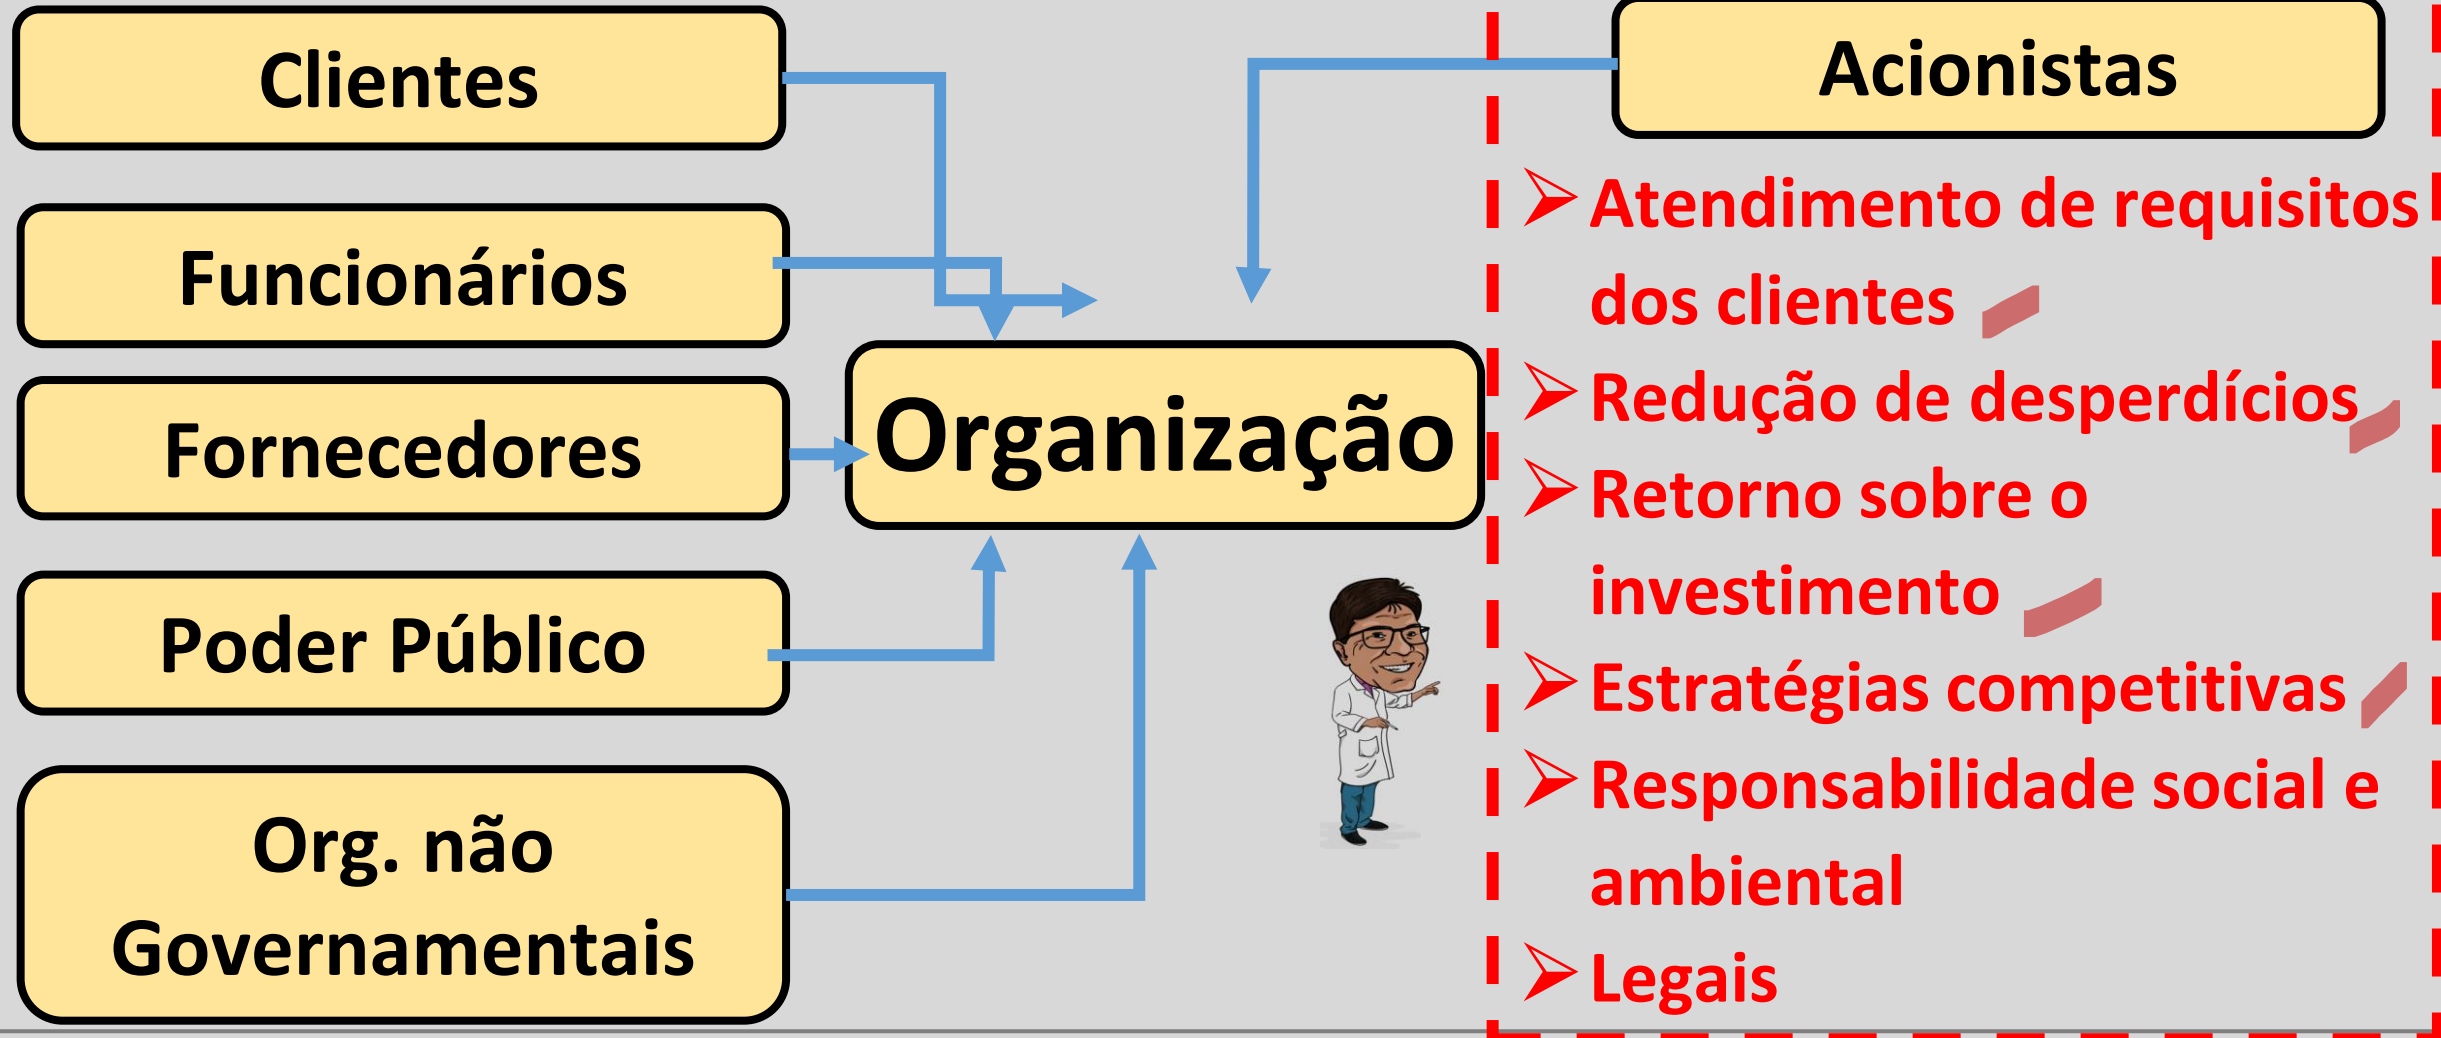 Clientes
Funcionários
Fornecedores
Poder Público
Org. não
Governamentais
Organização
Acionistas
Atendimento de requisitos
dos clientes
Redução de desperdícios
Retorno sobre o
investimento
Estratégias competitivas
Responsabilidade social e
ambiental
Legais